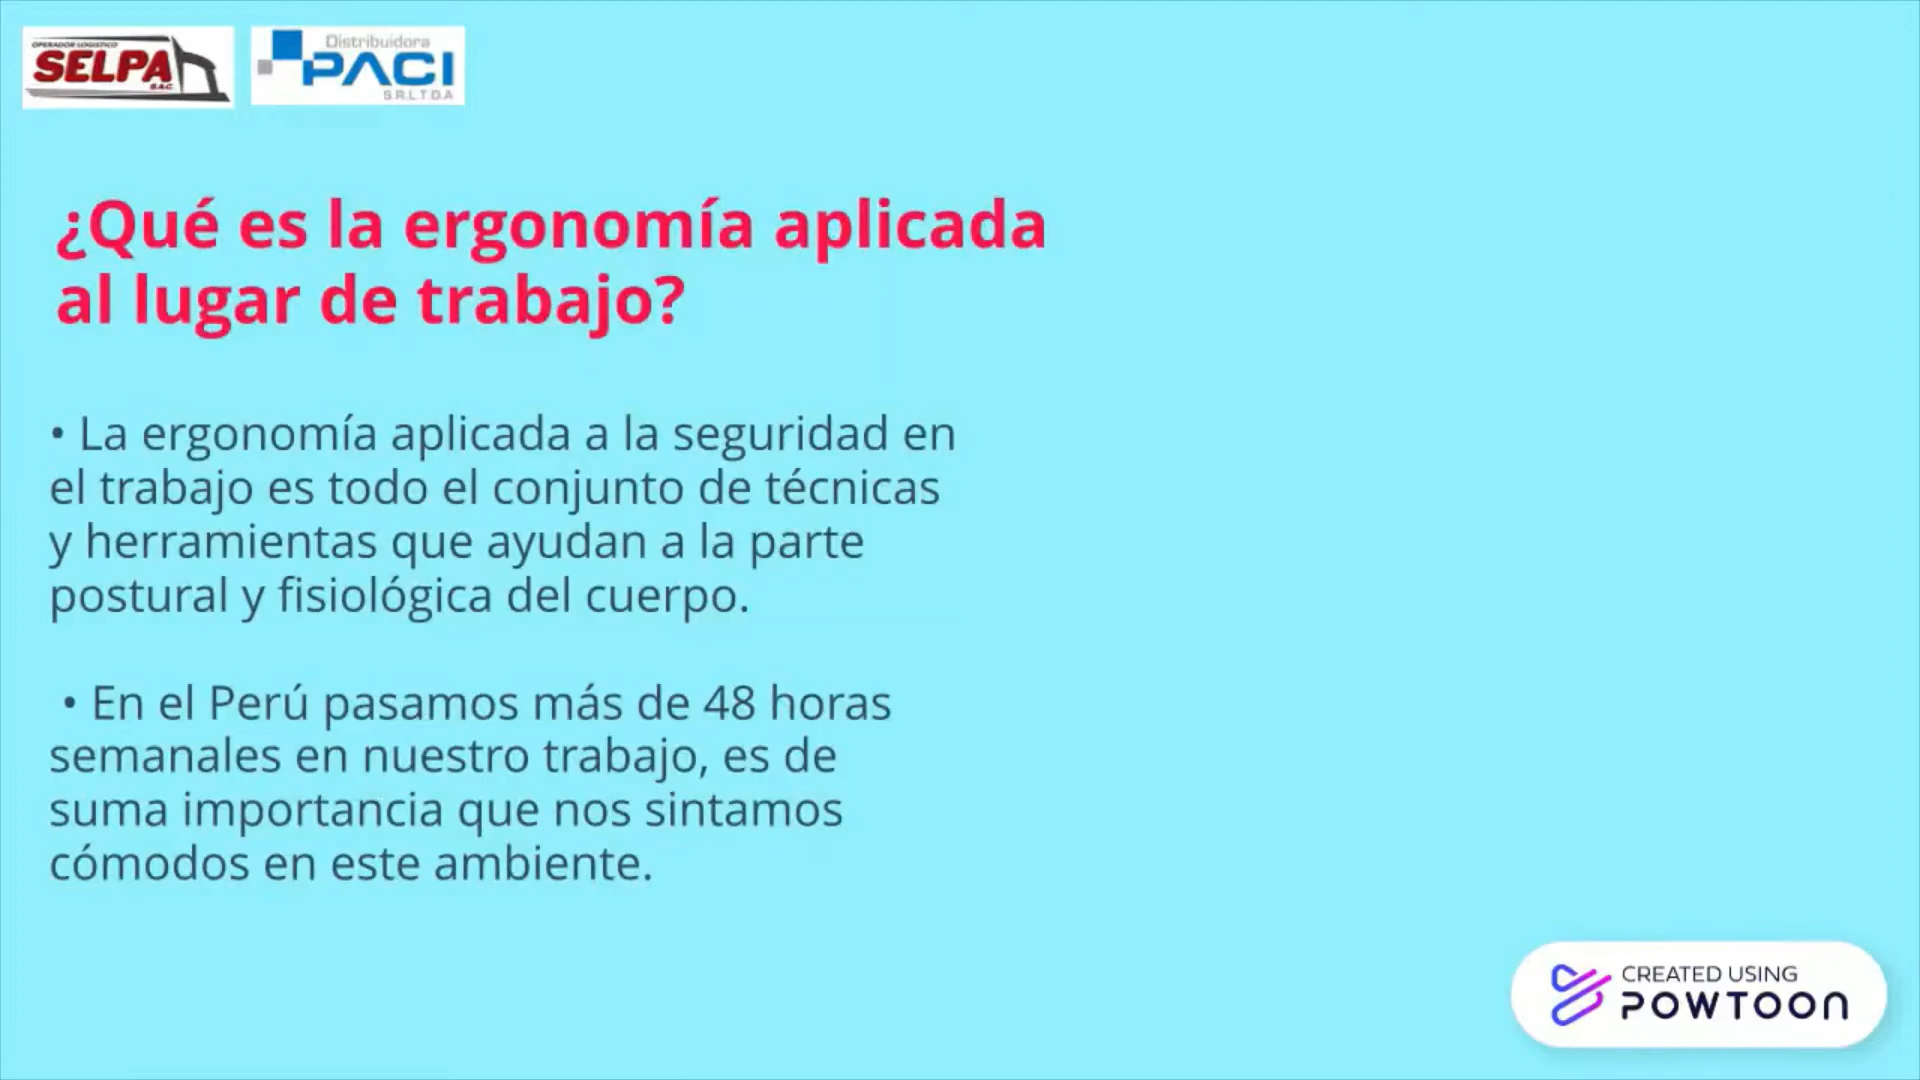 OPERADOR LOGISTICO
SELPA
S.A.C
Distribuidora
PACI
S.R.L.T.D.A
¿Qué es la ergonomía aplicada
al lugar de trabajo?
• La ergonomía aplicada a la seguridad en
el trabajo es todo el conjunto de técnicas
y herramientas que ayudan a la parte
postural y fisiológica del cuerpo.
• En el Perú pasamos más de 48 horas
semanales en nuestro trabajo, es de
suma importancia que nos sintamos
cómodos en este ambiente.
CREATED USING
POWTOON